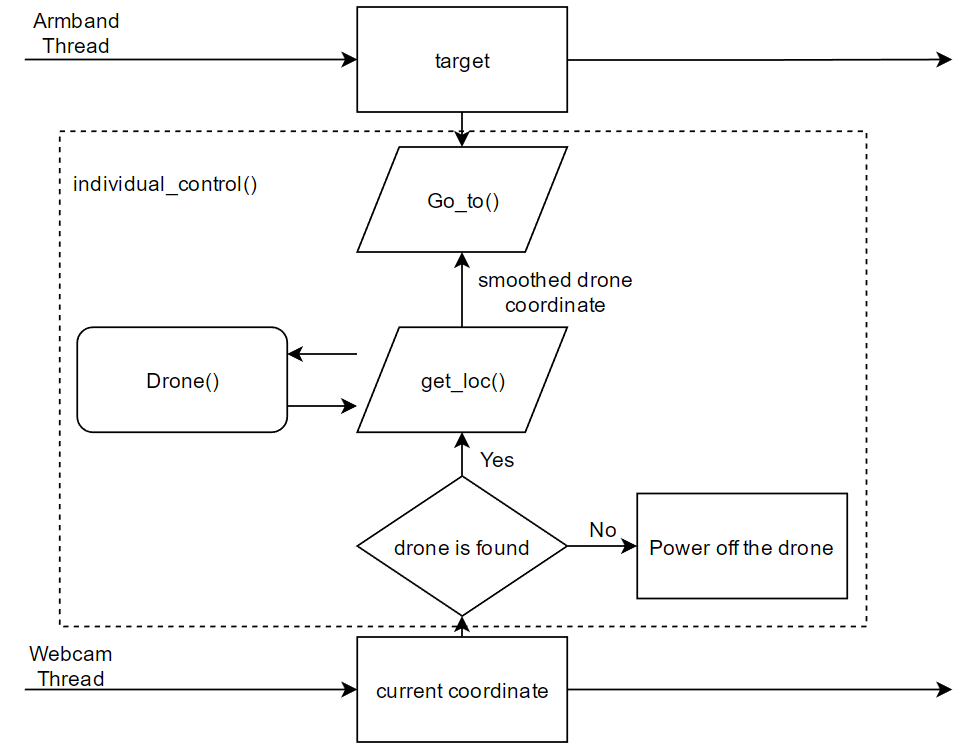 Armband
Thread
target
individual_control()
Go_to()
smoothed drone
coordinate
Drone()
get_loc()
Yes
drone is found
No
Power off the drone
Webcam
Thread
current coordinate